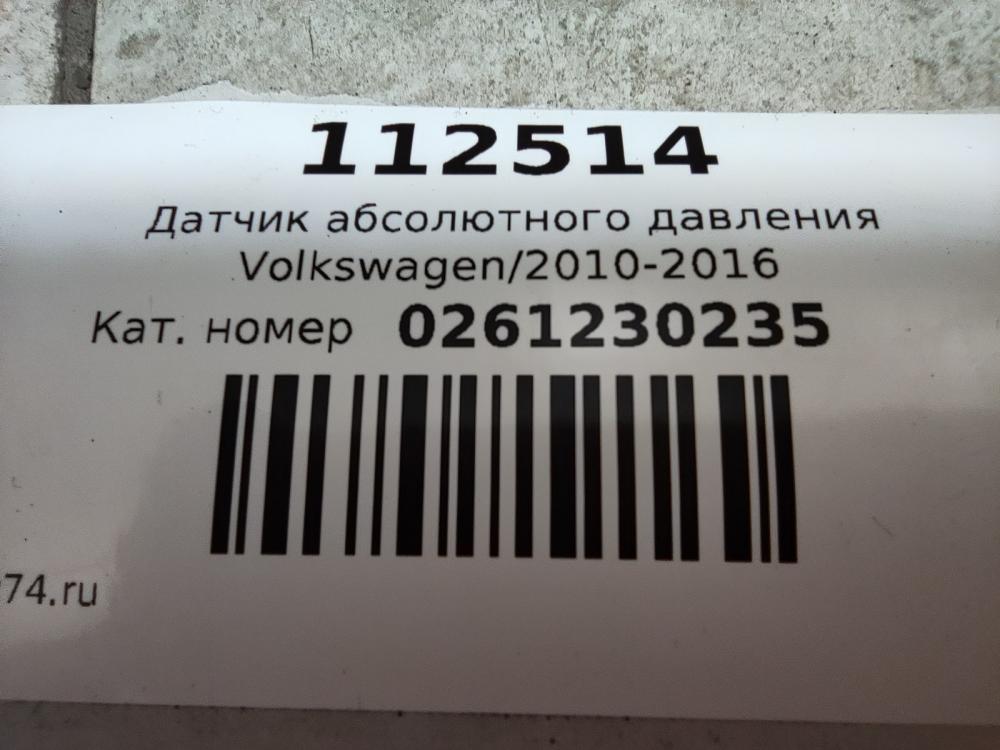 112514
Датчик абсолютного давления
Volkswagen/2010-2016
Кат. номер 0261230235
74.ru